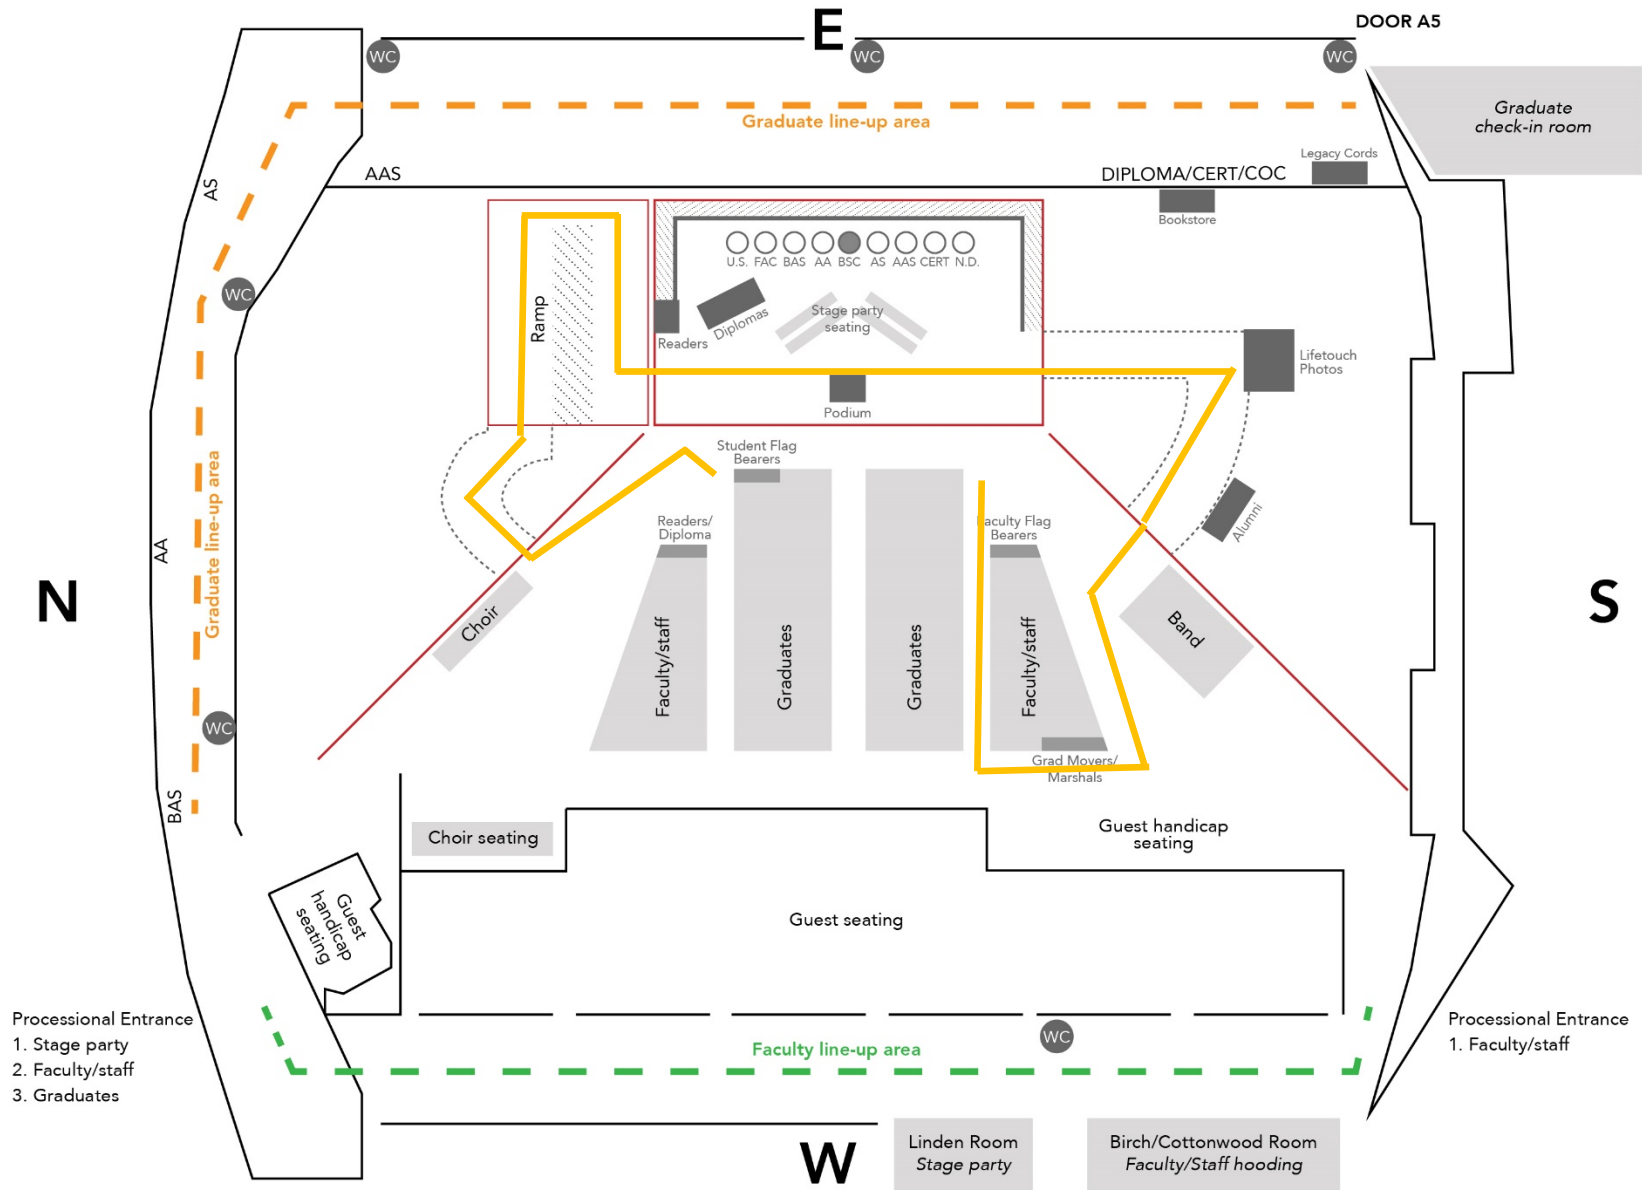 E
DOOR A5
WC
WC
WC
Graduate line-up area
Graduate
check-in room
Legacy Cords
AAS
DIPLOMA/CERT/COC
AS
Bookstore
U.S. FAC BAS AA BSC AS AAS CERT N.D.
WC
Ramp
Diplomas
Stage party
seating
Readers
Lifetouch
Photos
Podium
Student Flag
Bearers
Graduate line-up area
AA
Readers/
Diploma
Faculty Flag
Bearers
Alumni
N
S
Choir
Band
Faculty/staff
Graduates
Graduates
Faculty/staff
WC
BAS
Grad Movers/
Marshals
Choir seating
Guest handicap
seating
Guest
handicap
seating
Guest seating
Processional Entrance
1. Stage party
2. Faculty/staff
3. Graduates
WC
Faculty line-up area
Processional Entrance
1. Faculty/staff
W
Linden Room
Stage party
Birch/Cottonwood Room
Faculty/Staff hooding